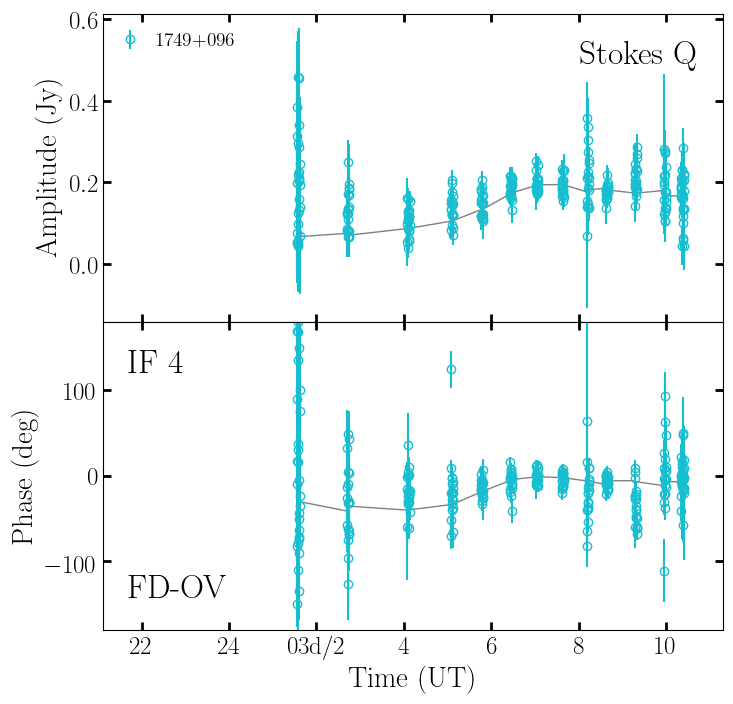 0.6
1749+096
Stokes Q
0.4
Amplitude (Jy)
0.2
0.0
IF 4
100
Phase (deg)
0
−100
FD-OV
22 24 03d/2 4 6 8 10
Time (UT)